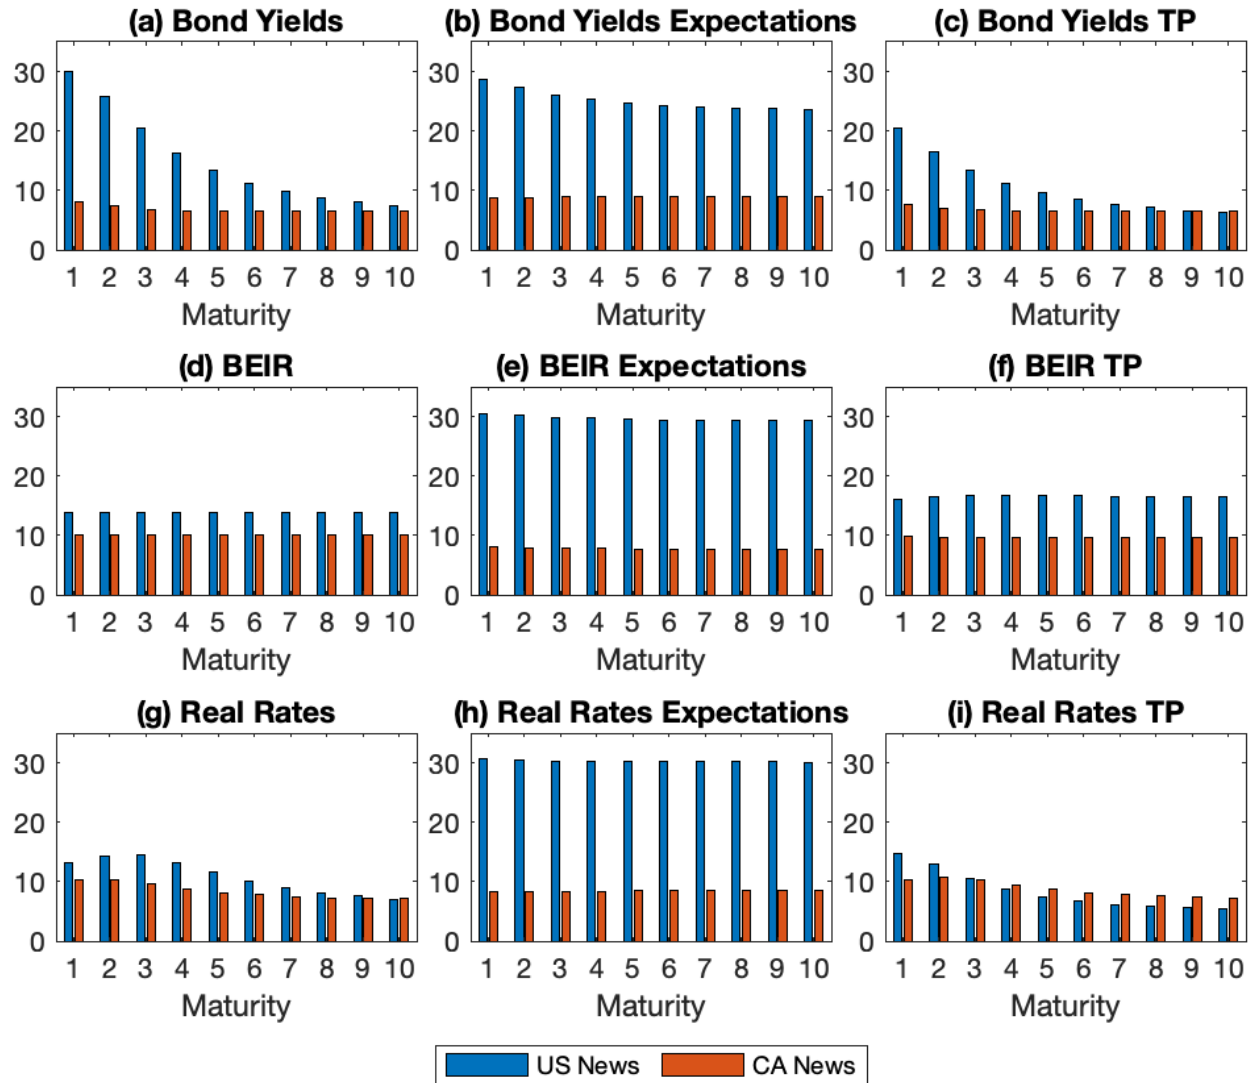 (a) Bond Yields
(b) Bond Yields Expectations
(c) Bond Yields TP
30
20
10
0
1 2 3 4 5 6 7 8 9 10
Maturity
30
20
10
0
1 2 3 4 5 6 7 8 9 10
Maturity
30
20
10
0
1 2 3 4 5 6 7 8 9 10
Maturity
(d) BEIR
(e) BEIR Expectations
(f) BEIR TP
30
20
10
0
1 2 3 4 5 6 7 8 9 10
Maturity
30
20
10
0
1 2 3 4 5 6 7 8 9 10
Maturity
30
20
10
0
1 2 3 4 5 6 7 8 9 10
Maturity
(g) Real Rates
(h) Real Rates Expectations
(i) Real Rates TP
30
20
10
0
1 2 3 4 5 6 7 8 9 10
Maturity
30
20
10
0
1 2 3 4 5 6 7 8 9 10
Maturity
30
20
10
0
1 2 3 4 5 6 7 8 9 10
Maturity
US News
CA News